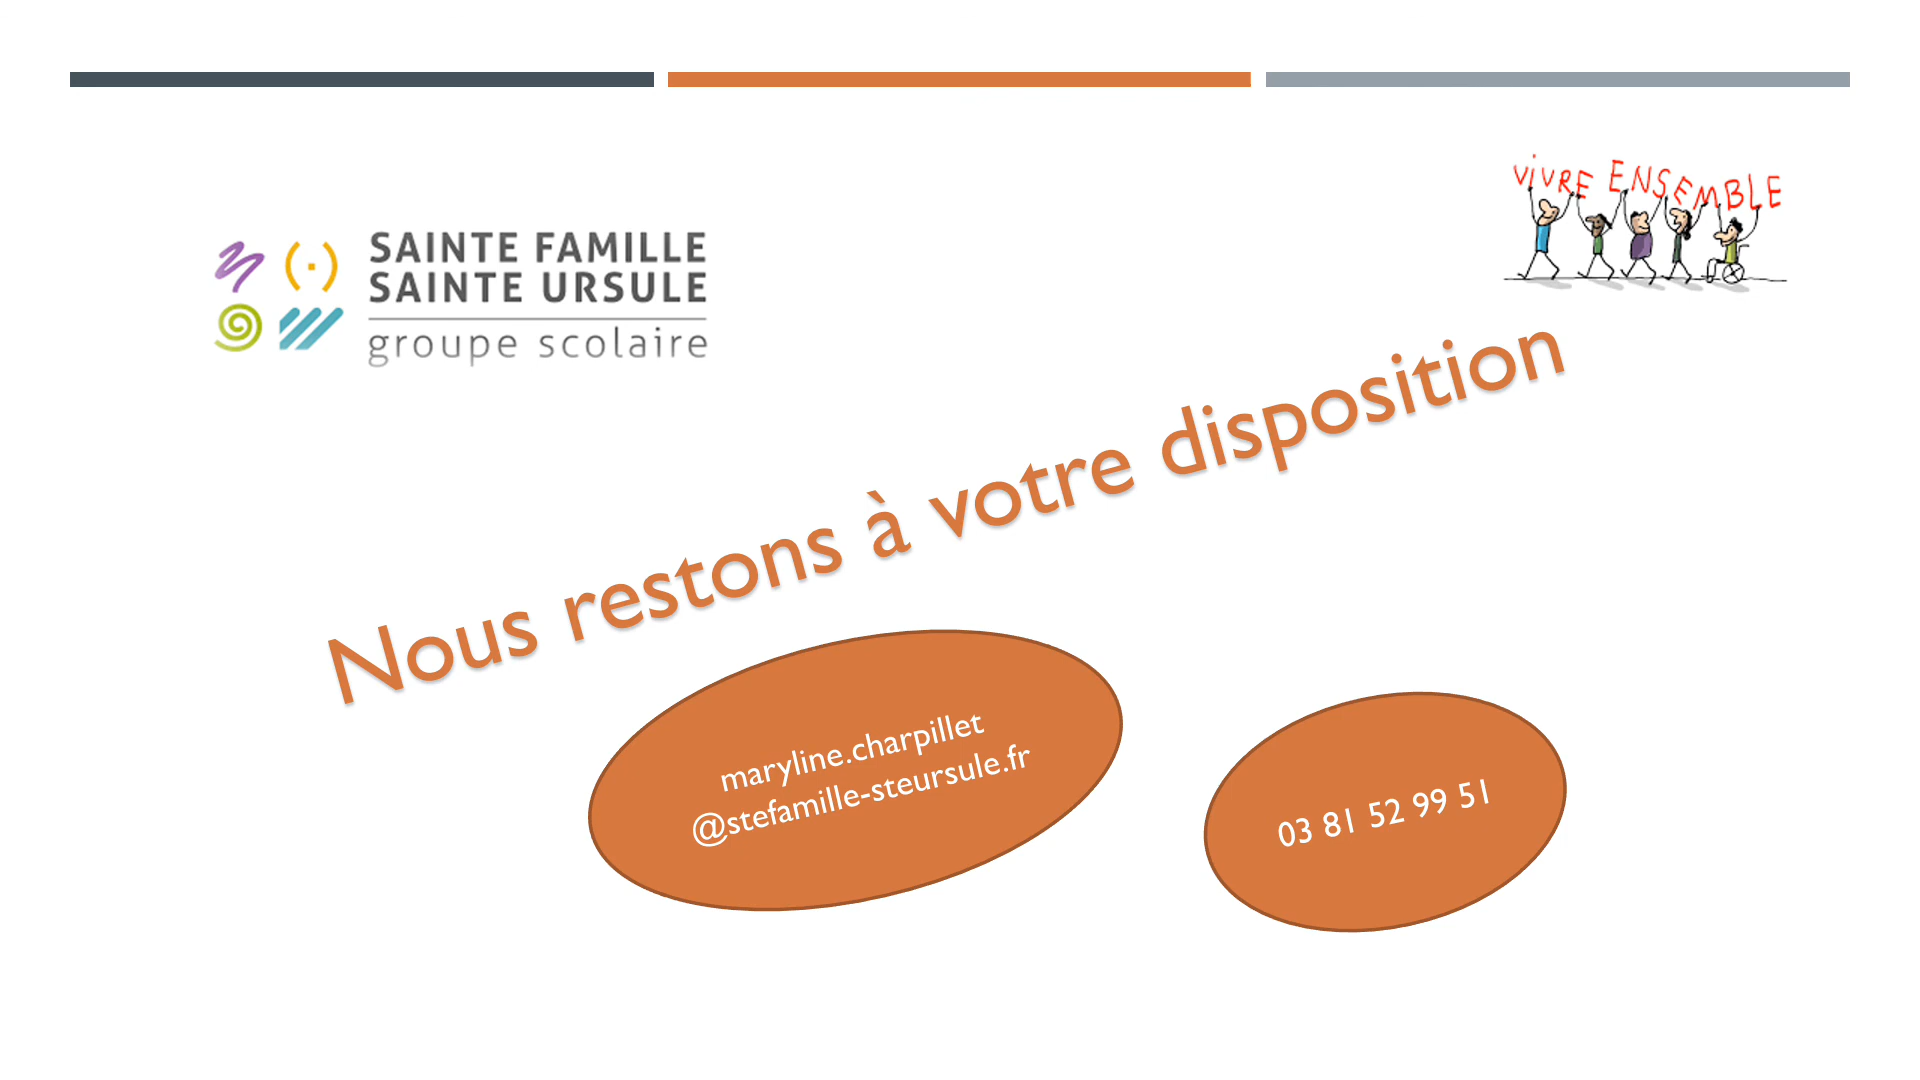 VIVRE ENSEMBLE
SAINTE FAMILLE
SAINTE URSULE
groupe scolaire
Nous restons à votre disposition
maryline.charpillet
@stefamille-steursule.fr
03 81 52 99 51